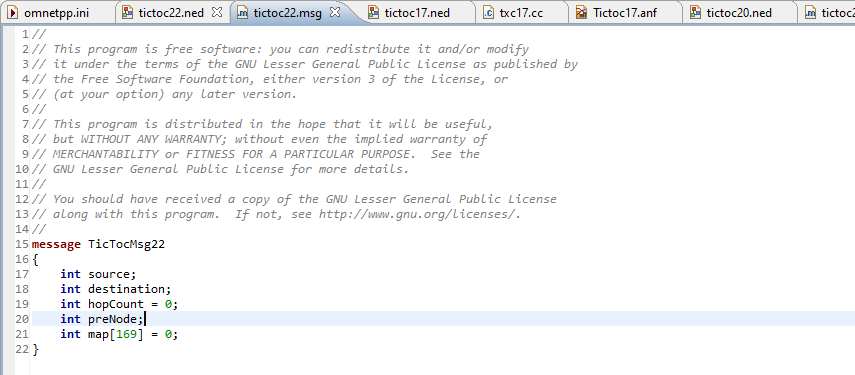 omnetpp.ini tictoc22.ned tictoc22.msg tictoc17.ned txc17.cc Tictoc17.anf tictoc20.ned
1 //
2 // This program is free software: you can redistribute it and/or modify
3 // it under the terms of the GNU Lesser General Public License as published by
4 // the Free Software Foundation, either version 3 of the License, or
5 // (at your option) any later version.
6 //
7 // This program is distributed in the hope that it will be useful,
8 // but WITHOUT ANY WARRANTY; without even the implied warranty of
9 // MERCHANTABILITY or FITNESS FOR A PARTICULAR PURPOSE.  See the
10 // GNU Lesser General Public License for more details.
11 //
12 // You should have received a copy of the GNU Lesser General Public License
13 // along with this program.  If not, see http://www.gnu.org/licenses/.
14 //
15 message TicTocMsg22
16 {
17     int source;
18     int destination;
19     int hopCount = 0;
20     int preNode;
21     int map[169] = 0;
22 }